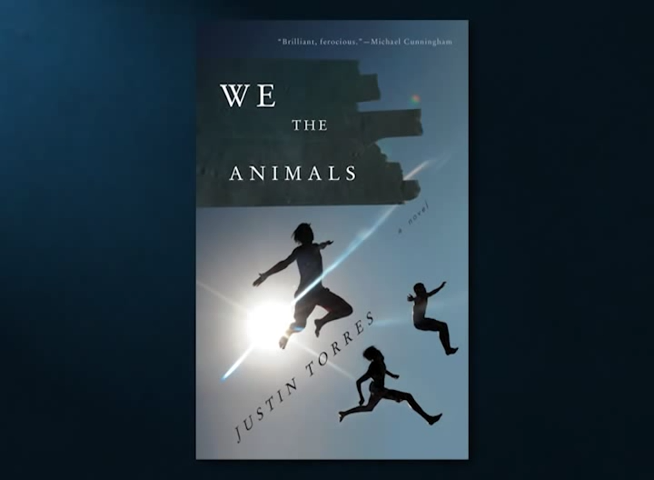 "Brilliant, ferocious."—Michael Cunningham
WE
THE
ANIMALS
a novel
JUSTIN TORRES